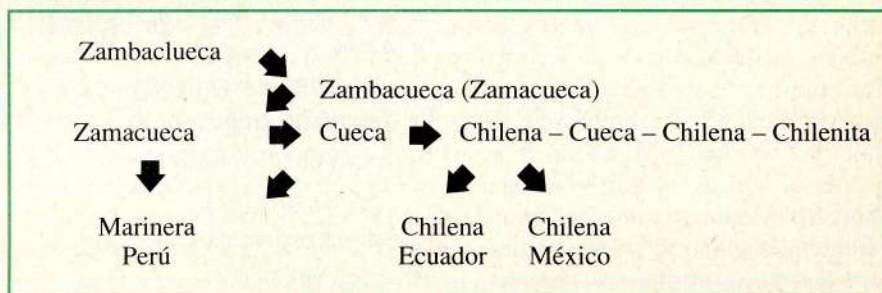 Zambaclueca
Zambacueca (Zamacueca)
Zamacueca Cueca Chilena – Cueca – Chilena – Chilenita
Marinera Chilena Chilena
Perú Ecuador México